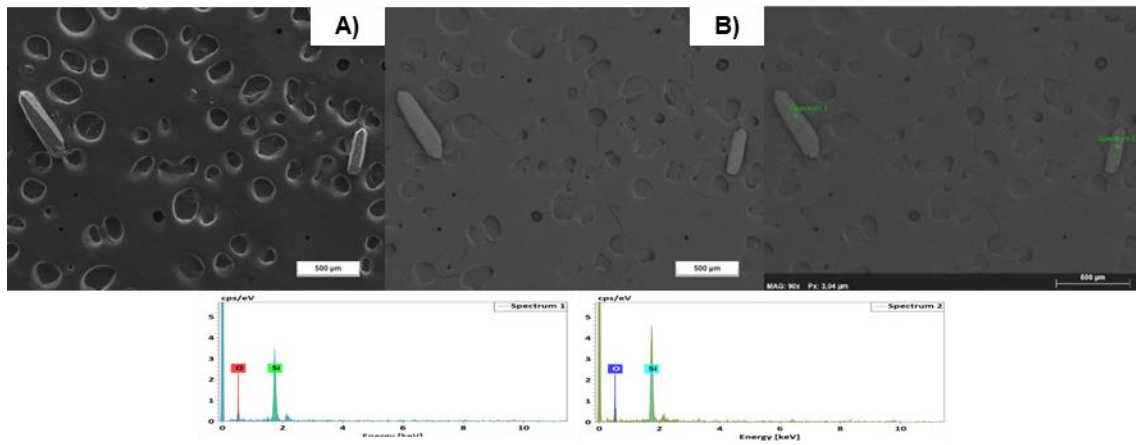 A)
B)
Spectrum 1
Spectrum 2
500 µm
500 µm
MAG: 90x Px: 3,04 µm
600 µm
cps/eV
Spectrum 1
5
4
3
2
1
0
O
Si
0
2
4
6
8
10
Energy [keV]
cps/eV
Spectrum 2
5
4
3
2
1
0
O
Si
0
2
4
6
8
10
Energy [keV]